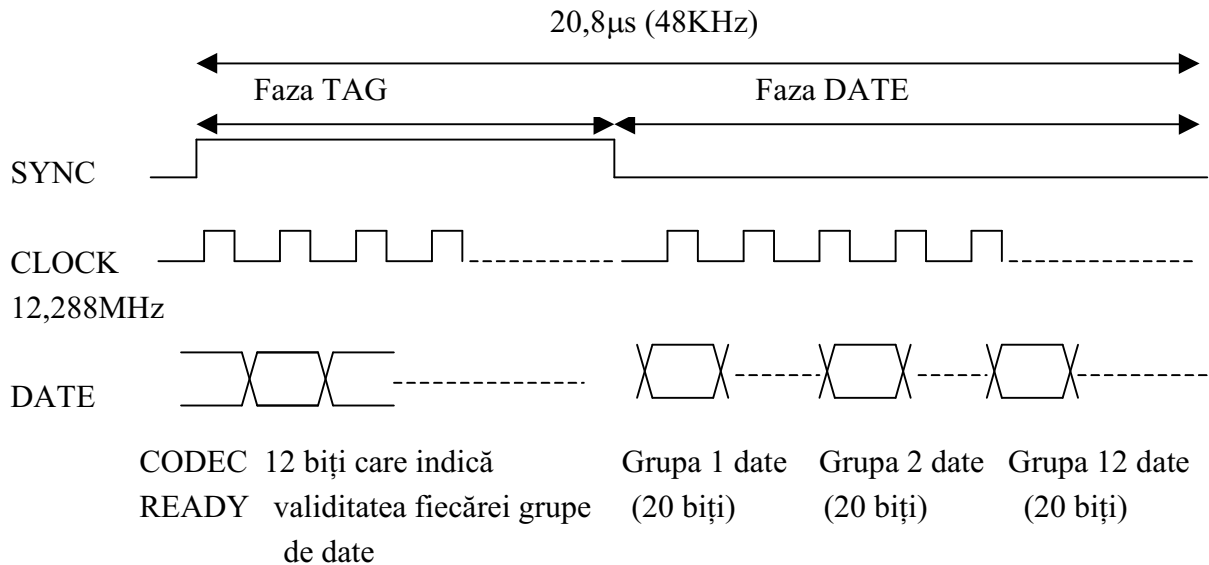 20,8μs (48KHz)
Faza TAG
Faza DATE
SYNC
CLOCK
12,288MHz
DATE
CODEC 12 biți care indică
READY validitatea fiecărei grupe
de date
Grupa 1 date Grupa 2 date Grupa 12 date
(20 biți) (20 biți) (20 biți)